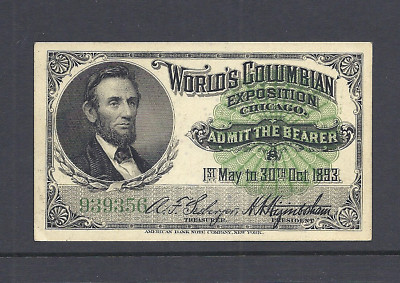 WORLD'S COLUMBIAN
EXPOSITION
CHICAGO.
ADMIT THE BEARER
1ST May to 30TH Oct 1893.
939356
TREASURER.
PRESIDENT
AMERICAN BANK NOTE COMPANY, NEW YORK.